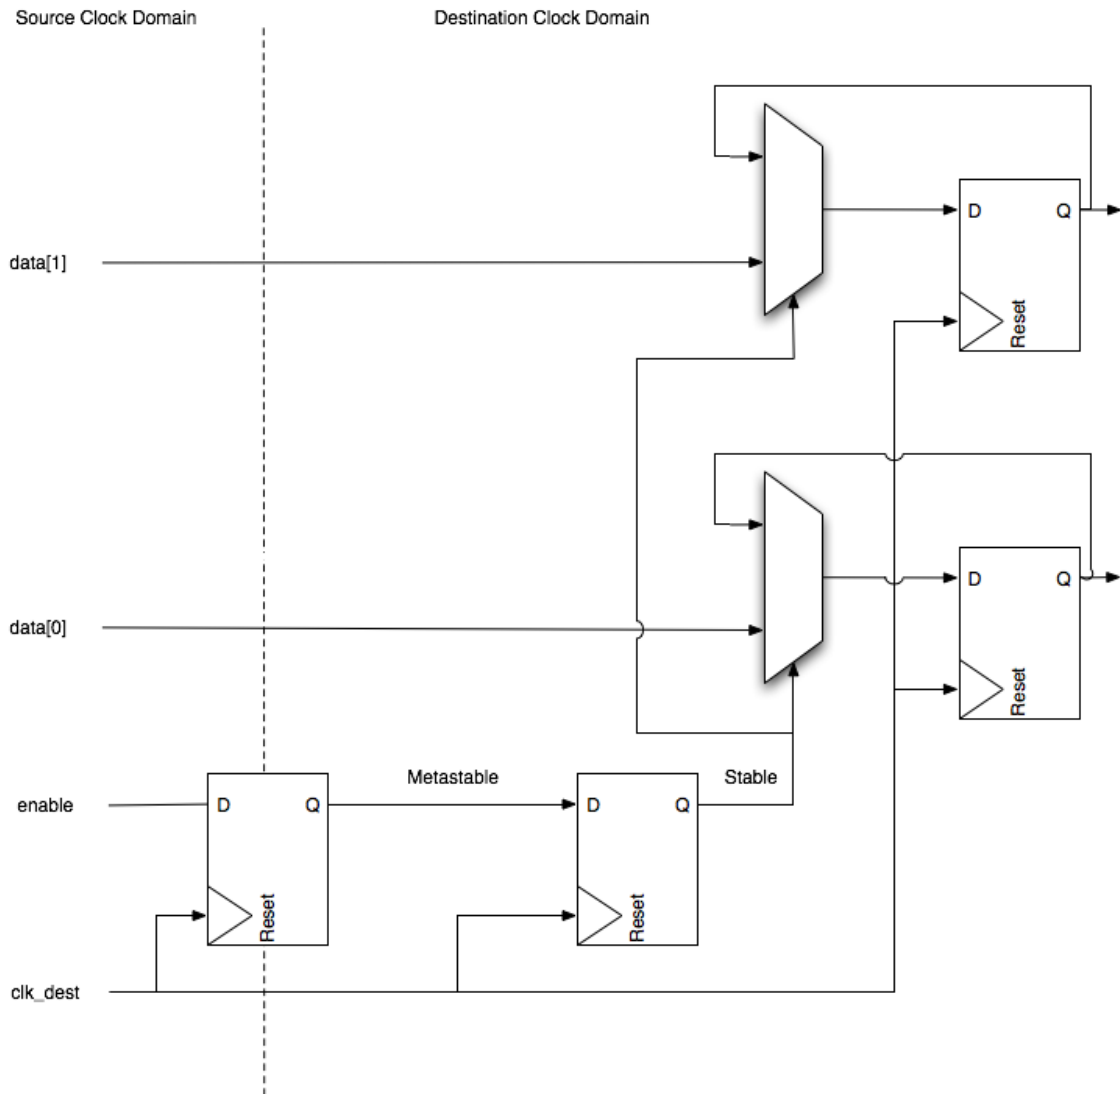 Source Clock Domain
Destination Clock Domain
D
Q
Reset
data[1]
D
Q
Reset
data[0]
Metastable
Stable
enable
D
Q
Reset
D
Q
Reset
clk_dest